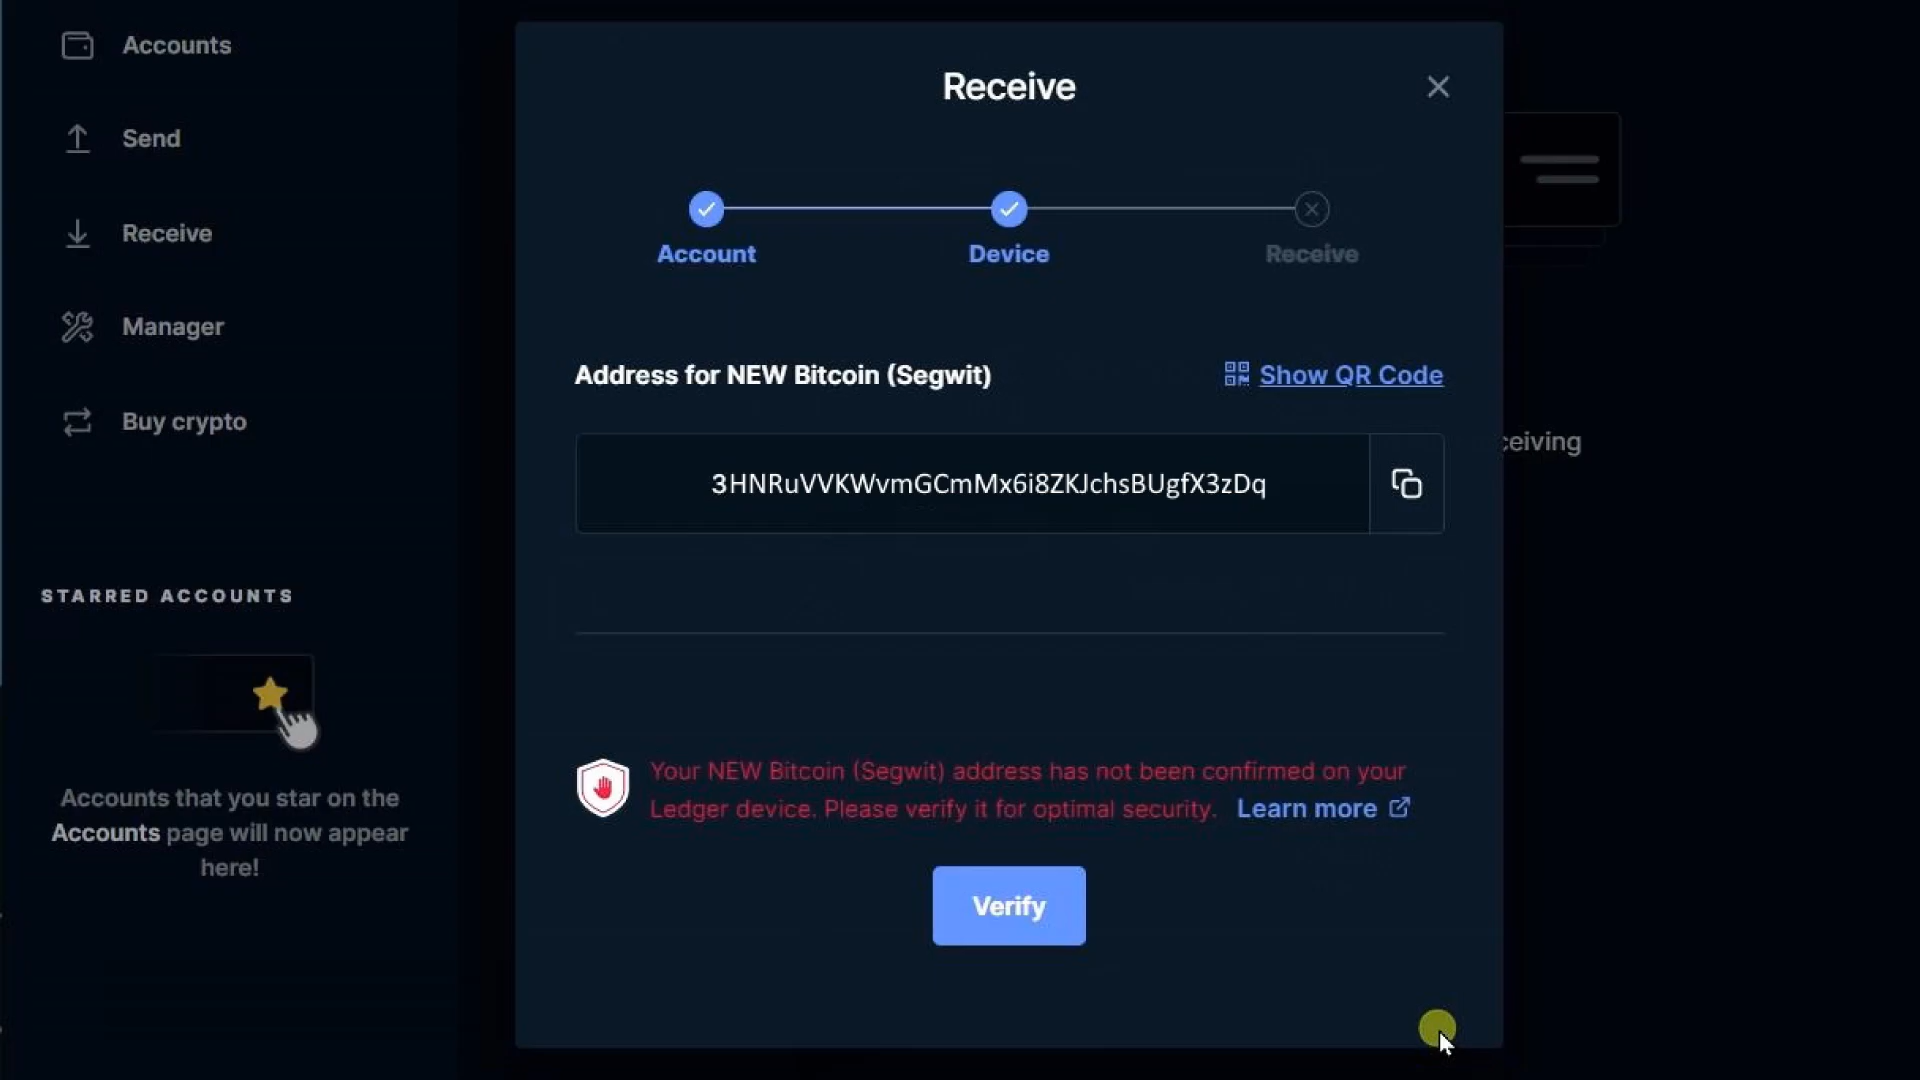 Accounts
Send
Receive
Manager
Buy crypto
STARRED ACCOUNTS
Accounts that you star on the
Accounts page will now appear
here!
Receive
Account
Device
Receive
Address for NEW Bitcoin (Segwit)
Show QR Code
3HNRuVVKWvmGCmMx6i8ZKJchsBUgfX3zDq
Your NEW Bitcoin (Segwit) address has not been confirmed on your
Ledger device. Please verify it for optimal security. Learn more
Verify
ceiving